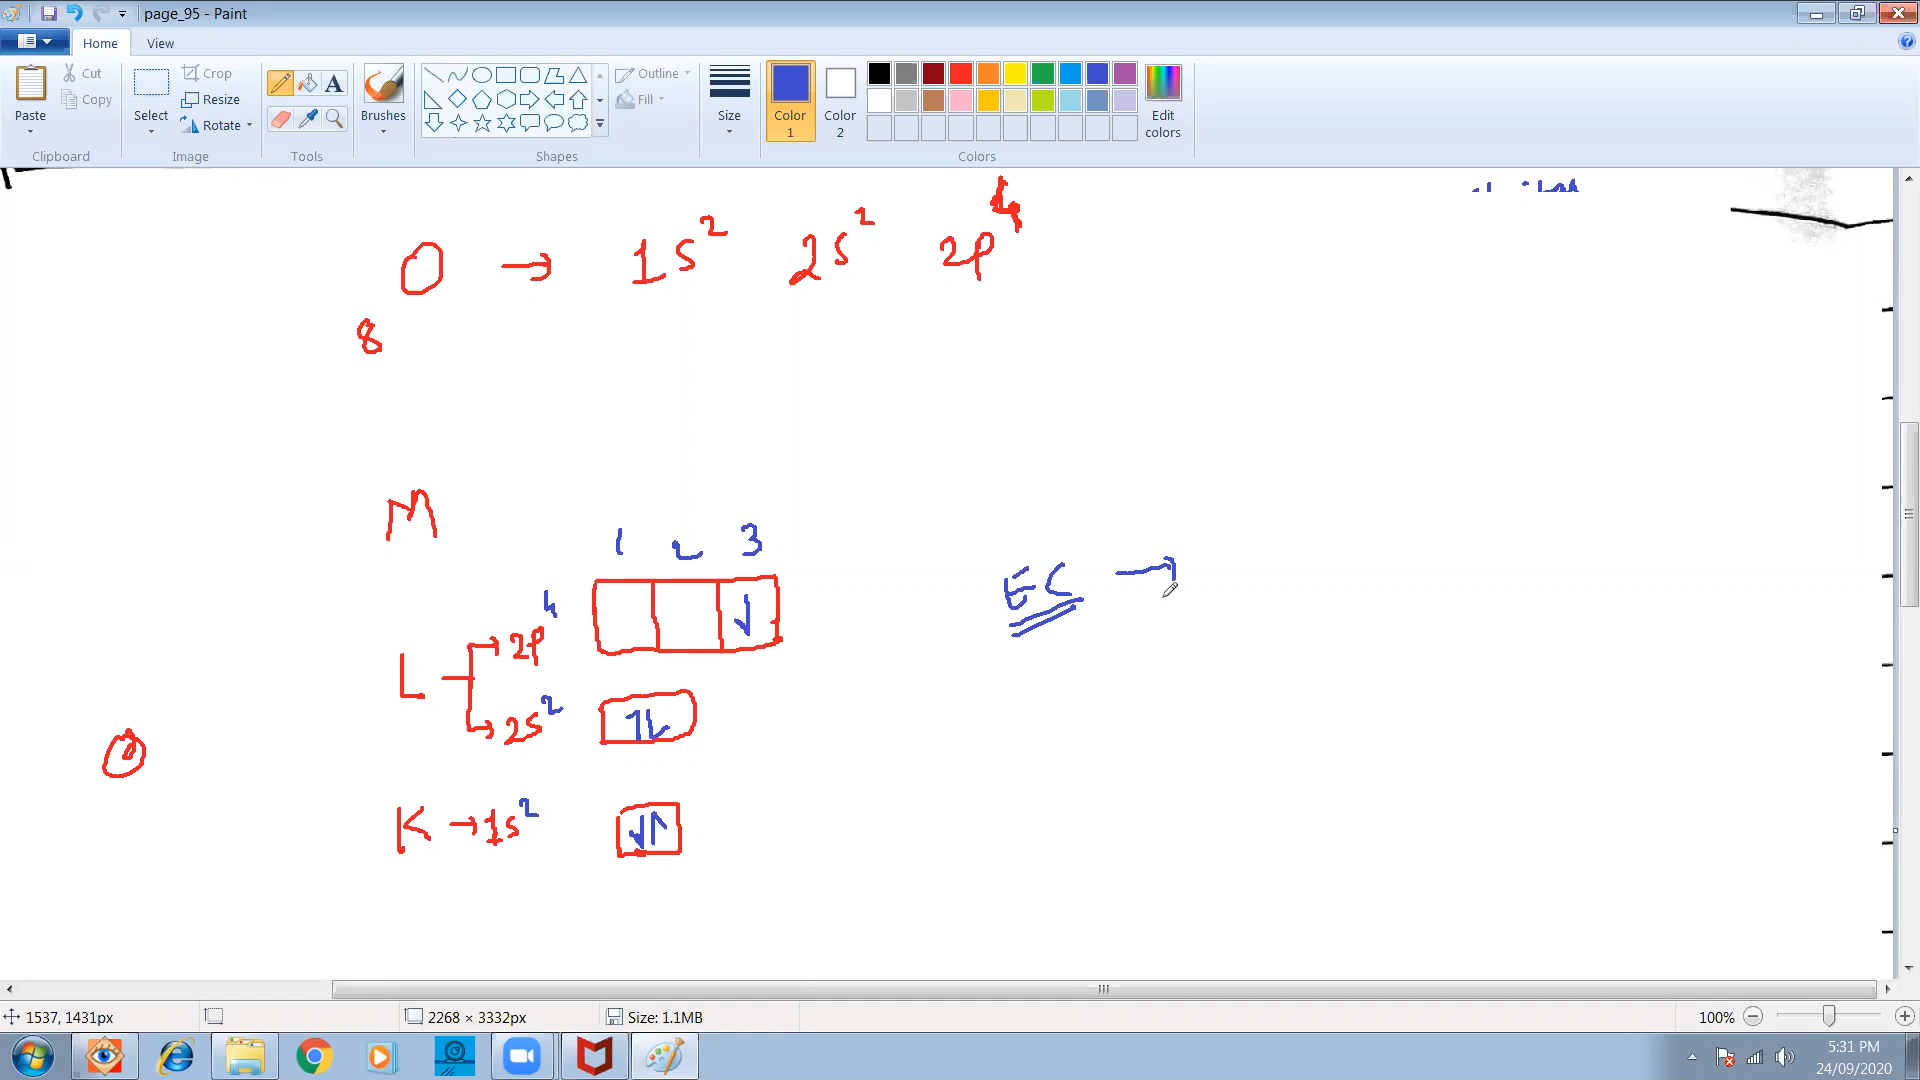 page_95 - Paint
Home View
Cut
Copy
Paste
Clipboard
Select
Crop
Resize
Rotate
Image
Tools
Brushes
Outline
Fill
Shapes
Size
Color 1
Color 2
Edit colors
Colors
O → 1s² 2s² 2p⁴
8
M
1 2 3
2p⁴
L
2s² 1L
K → 1s²
EC →
1537, 1431px
2268 × 3332px
Size: 1.1MB
100%
5:31 PM
24/09/2020